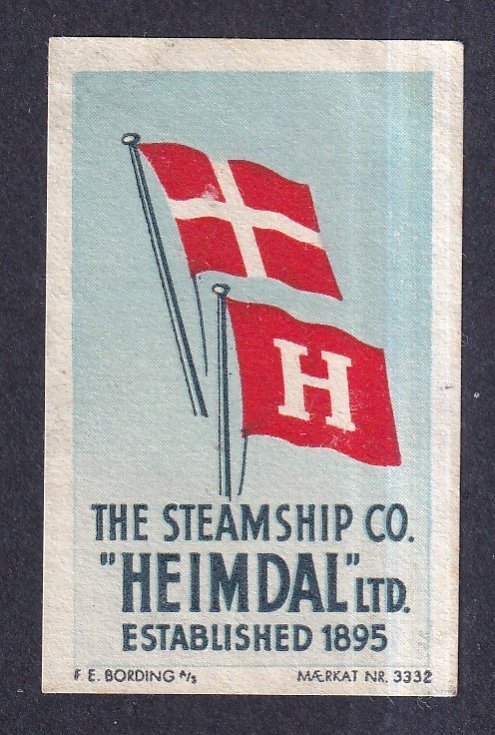 H
THE STEAMSHIP CO.
"HEIMDAL" LTD.
ESTABLISHED 1895
F. E. BORDING A/S MÆRKAT NR. 3332